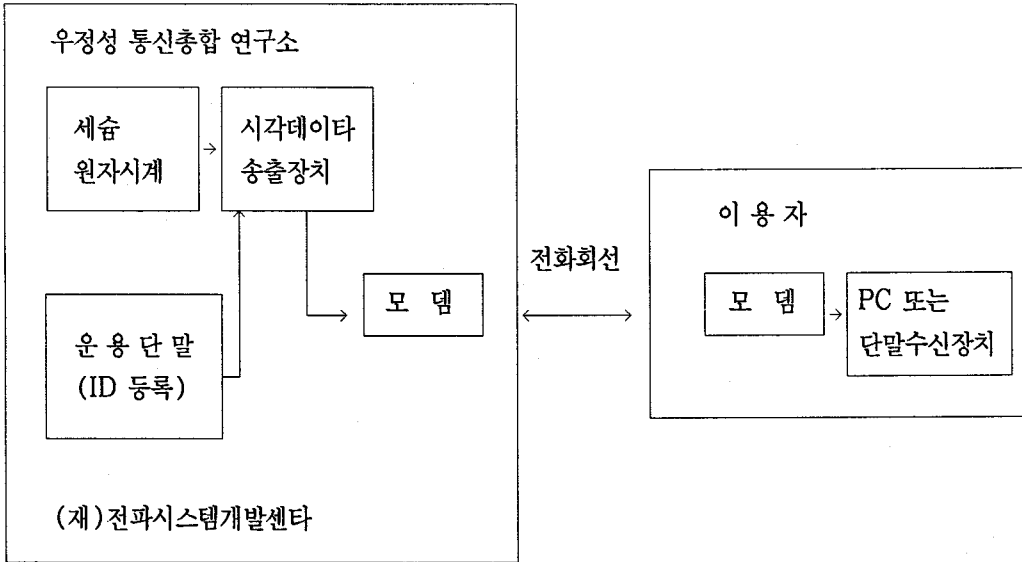 우정성 통신총합 연구소
세슘
원자시계
시각데이타
송출장치
모 뎀
운 용 단 말
(ID 등록)
(재)전파시스템개발센타
전화회선
이 용 자
모 뎀
PC 또는
단말수신장치